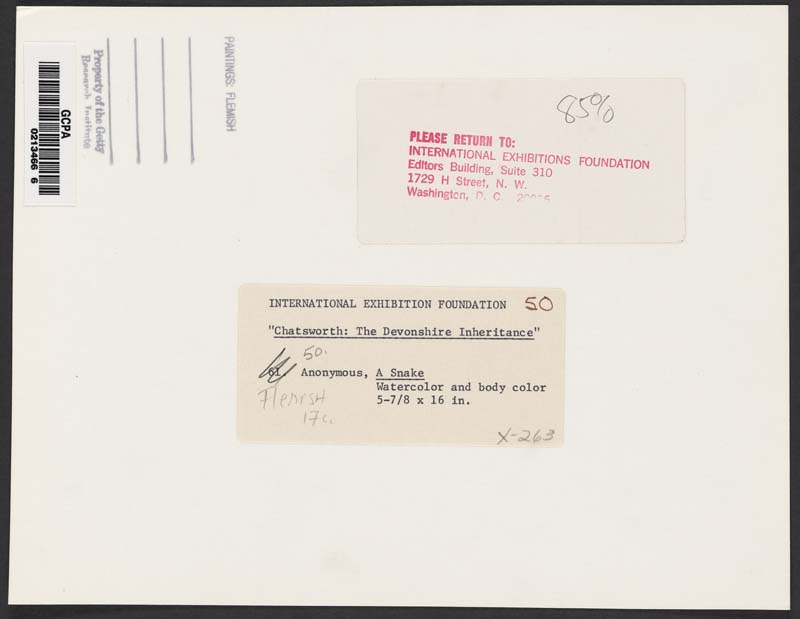 PAINTINGS: FLEMISH
Property of the Getty
Research Institute
GCPA
0213466 6
85%
PLEASE RETURN TO:
INTERNATIONAL EXHIBITIONS FOUNDATION
Editors Building, Suite 310
1729 H Street, N. W.
Washington, D. C.
INTERNATIONAL EXHIBITION FOUNDATION 50
"Chatsworth: The Devonshire Inheritance"
50.
61. Anonymous, A Snake
Watercolor and body color
Flemish
5-7/8 x 16 in.
17c.
X-263